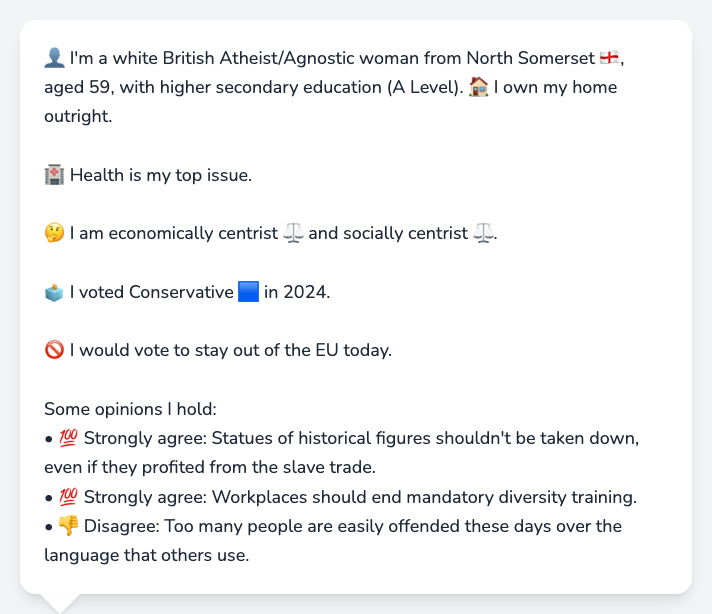 👤 I'm a white British Atheist/Agnostic woman from North Somerset 🏴󠁧󠁢󠁥󠁮󠁧󠁿,
aged 59, with higher secondary education (A Level). 🏠 I own my home
outright.
🏥 Health is my top issue.
🤔 I am economically centrist ⚖️ and socially centrist ⚖️.
🗳️ I voted Conservative 🟦 in 2024.
🚫 I would vote to stay out of the EU today.
Some opinions I hold:
• 💯 Strongly agree: Statues of historical figures shouldn't be taken down,
even if they profited from the slave trade.
• 💯 Strongly agree: Workplaces should end mandatory diversity training.
• 👎 Disagree: Too many people are easily offended these days over the
language that others use.